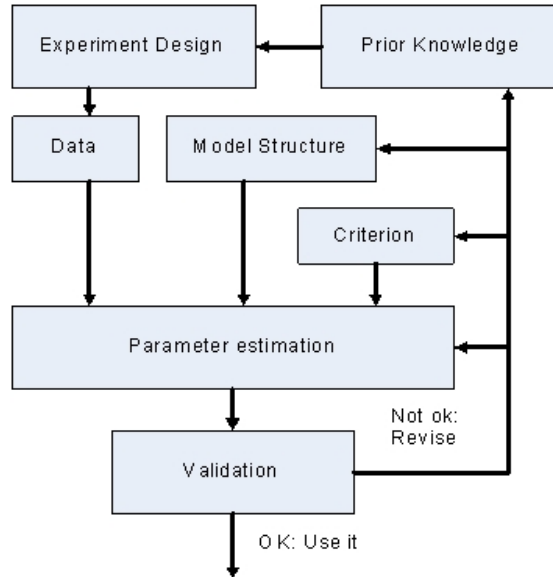 Experiment Design
Prior Knowledge
Data
Model Structure
Criterion
Parameter estimation
Not ok:
Revise
Validation
OK: Use it